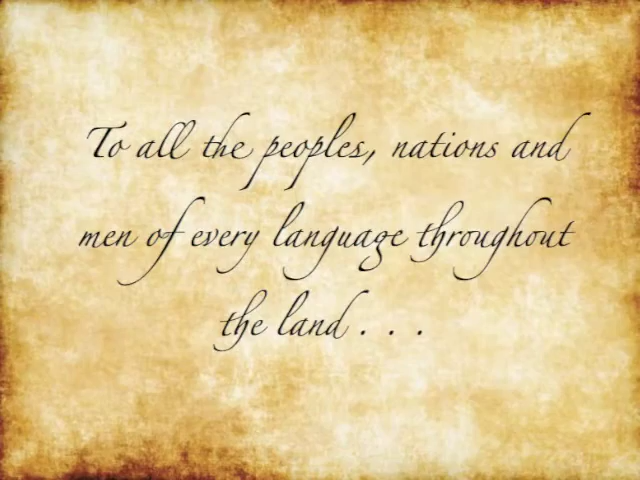 To all the peoples, nations and
men of every language throughout
the land . . .